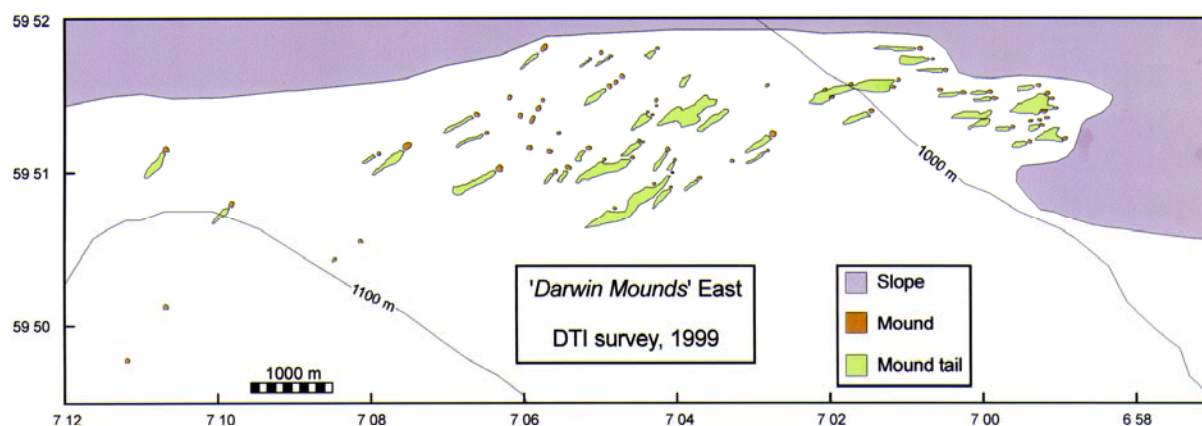 59 52
59 51
59 50
1000 m
1100 m
'Darwin Mounds' East
DTI survey, 1999
Slope
Mound
Mound tail
1000 m
7 12
7 10
7 08
7 06
7 04
7 02
7 00
6 58